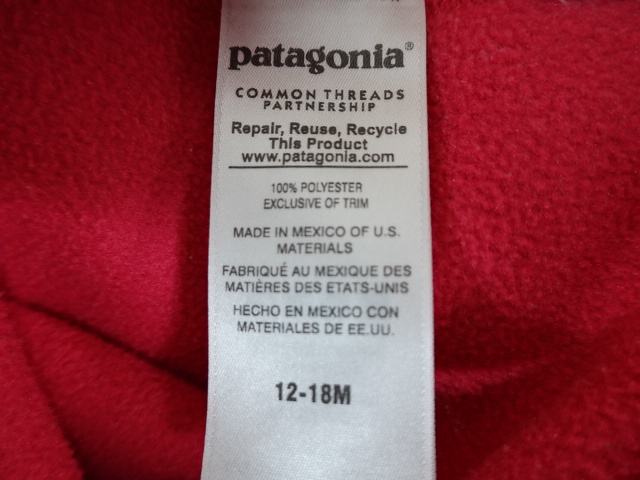 patagonia®
COMMON THREADS
PARTNERSHIP
Repair, Reuse, Recycle
This Product
www.patagonia.com
100% POLYESTER
EXCLUSIVE OF TRIM
MADE IN MEXICO OF U.S.
MATERIALS
FABRIQUÉ AU MEXIQUE DES
MATIÈRES DES ETATS-UNIS
HECHO EN MEXICO CON
MATERIALES DE EE.UU.
12-18M